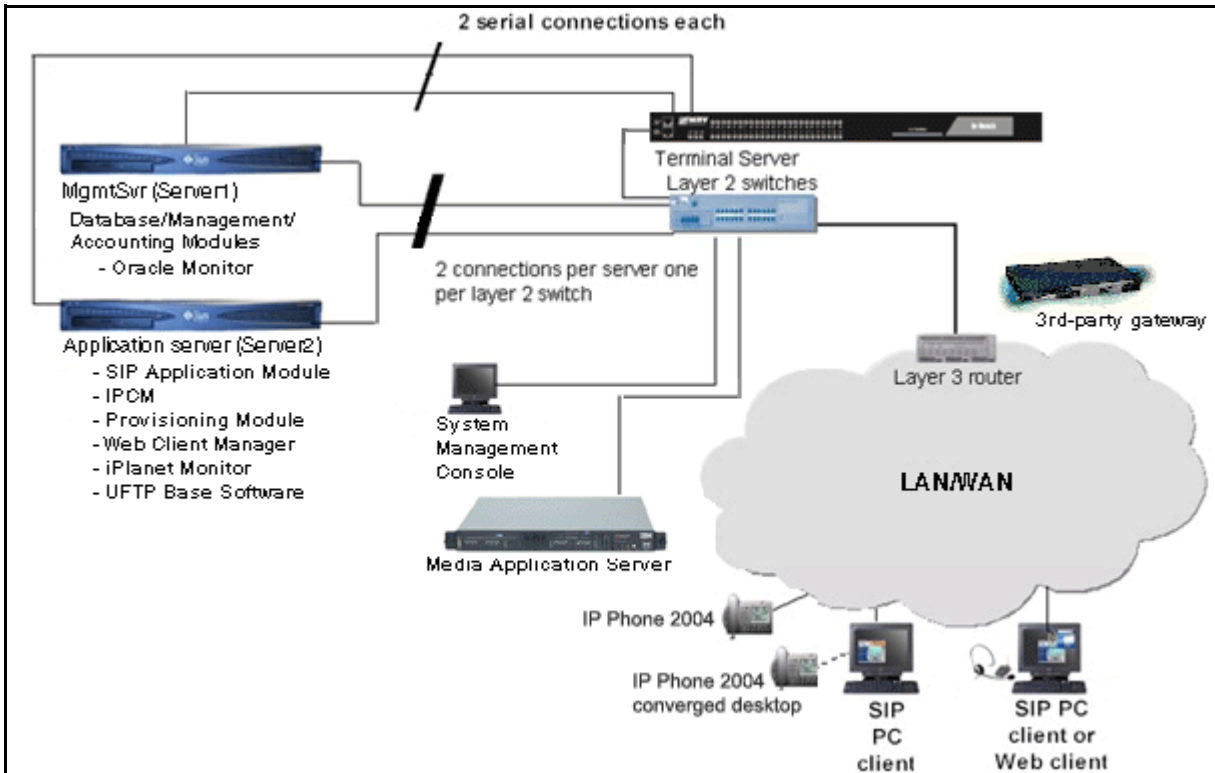 2 serial connections each
Terminal Server
Layer 2 switches
MgmtSvr (Server1)
Database/Management/
Accounting Modules
- Oracle Monitor
2 connections per server one
per layer 2 switch
3rd-party gateway
Application server (Server2)
- SIP Application Module
- IPCM
- Provisioning Module
- Web Client Manager
- iPlanet Monitor
- UFTP Base Software
Layer 3 router
System
Management
Console
LAN/WAN
Media Application Server
IP Phone 2004
IP Phone 2004
converged desktop
SIP
PC
client
SIP PC
client or
Web client